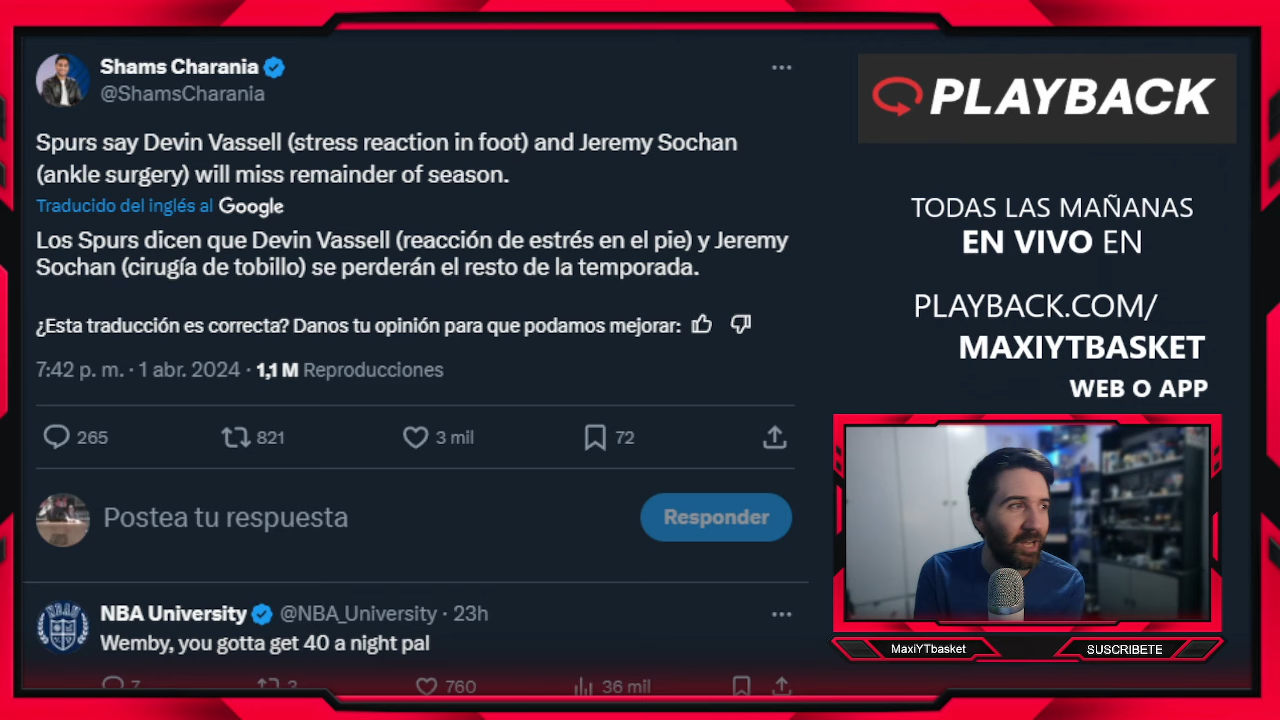 Shams Charania
@ShamsCharania
Spurs say Devin Vassell (stress reaction in foot) and Jeremy Sochan
(ankle surgery) will miss remainder of season.
Traducido del inglés al Google
Los Spurs dicen que Devin Vassell (reacción de estrés en el pie) y Jeremy
Sochan (cirugía de tobillo) se perderán el resto de la temporada.
¿Esta traducción es correcta? Danos tu opinión para que podamos mejorar:
7:42 p. m. · 1 abr. 2024 · 1,1 M Reproducciones
265 821 3 mil 72
Postea tu respuesta
Responder
NBA University @NBA_University · 23h
Wemby, you gotta get 40 a night pal
7 3 760 36 mil
PLAYBACK
TODAS LAS MAÑANAS
EN VIVO EN
PLAYBACK.COM/
MAXIYTBASKET
WEB O APP
MaxiYTbasket
SUSCRIBETE